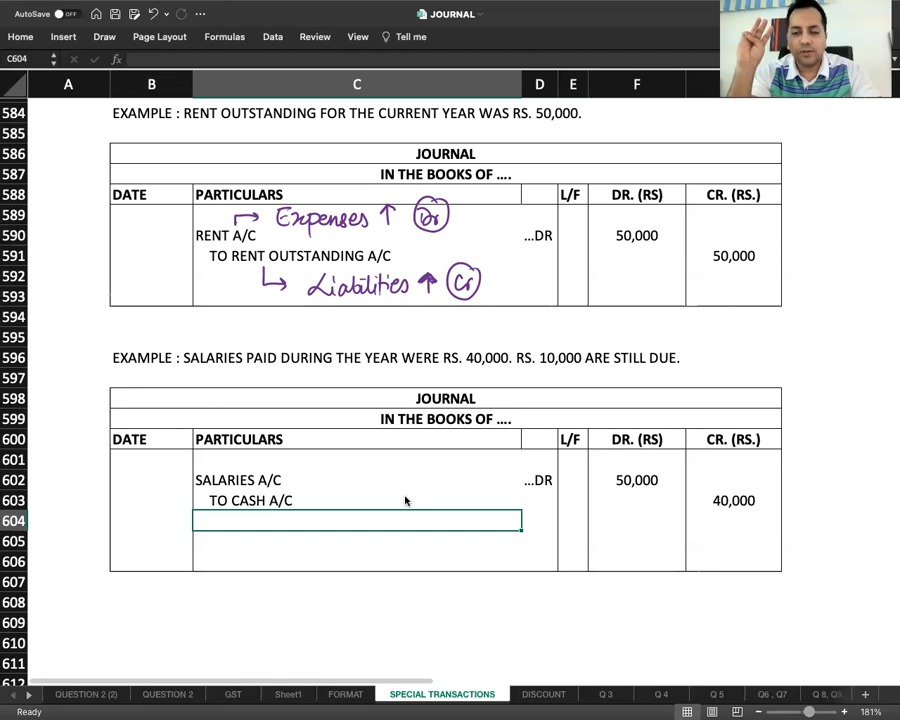 AutoSave OFF JOURNAL
Home Insert Draw Page Layout Formulas Data Review View Tell me
C604 fx
A B C D E F
584 EXAMPLE : RENT OUTSTANDING FOR THE CURRENT YEAR WAS RS. 50,000.
585
586 JOURNAL
587 IN THE BOOKS OF ....
588 DATE PARTICULARS L/F DR. (RS) CR. (RS.)
589 Expenses ↑ Dr
590 RENT A/C ...DR 50,000
591 TO RENT OUTSTANDING A/C 50,000
592 Liabilities ↑ Cr
593
594
595
596 EXAMPLE : SALARIES PAID DURING THE YEAR WERE RS. 40,000. RS. 10,000 ARE STILL DUE.
597
598 JOURNAL
599 IN THE BOOKS OF ....
600 DATE PARTICULARS L/F DR. (RS) CR. (RS.)
601
602 SALARIES A/C ...DR 50,000
603 TO CASH A/C 40,000
604
605
606
607
608
609
610
611
612
QUESTION 2 (2) QUESTION 2 GST Sheet1 FORMAT SPECIAL TRANSACTIONS DISCOUNT Q 3 Q 4 Q 5 Q6 , Q7 Q 8, Q9 +
Ready 181%